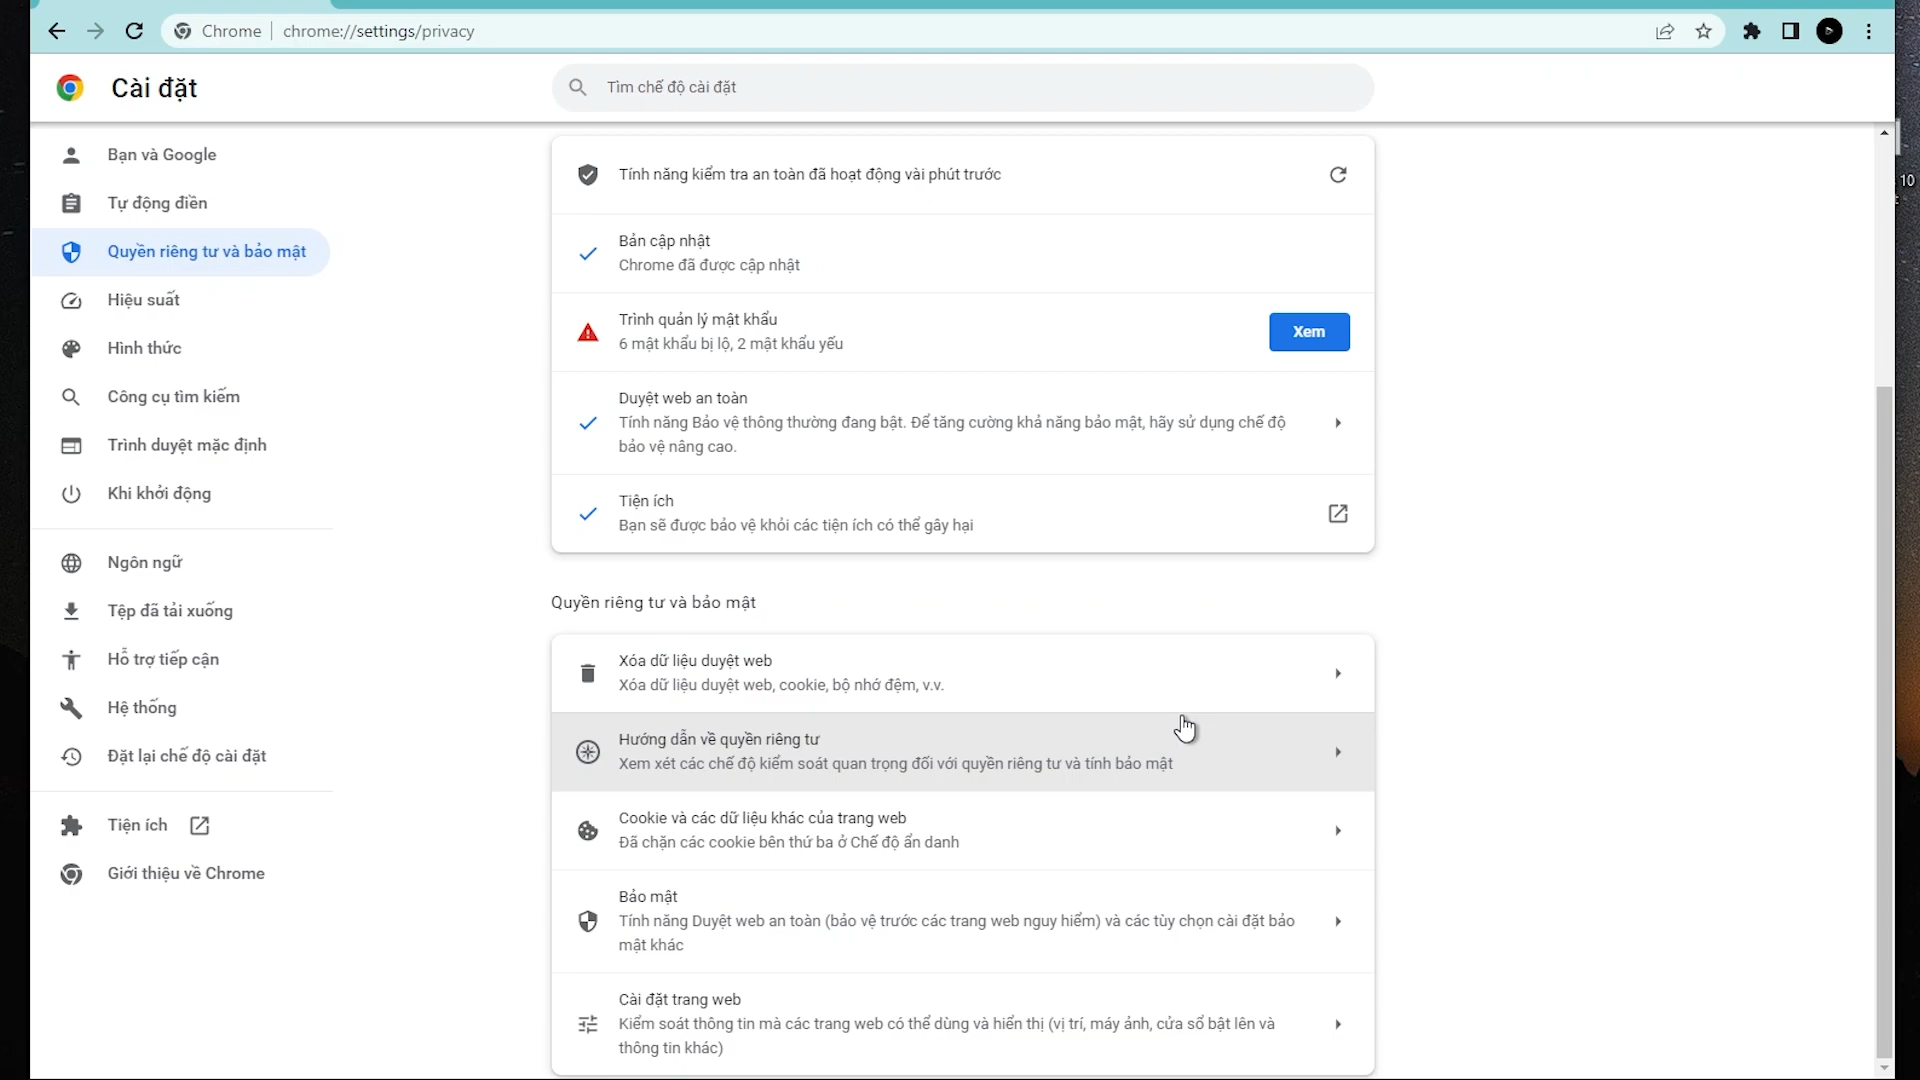 Chrome
chrome://settings/privacy
Cài đặt
Tìm chế độ cài đặt
Bạn và Google
Tự động điền
Quyền riêng tư và bảo mật
Hiệu suất
Hình thức
Công cụ tìm kiếm
Trình duyệt mặc định
Khi khởi động
Ngôn ngữ
Tệp đã tải xuống
Hỗ trợ tiếp cận
Hệ thống
Đặt lại chế độ cài đặt
Tiện ích
Giới thiệu về Chrome
Tính năng kiểm tra an toàn đã hoạt động vài phút trước
Bản cập nhật
Chrome đã được cập nhật
Trình quản lý mật khẩu
6 mật khẩu bị lộ, 2 mật khẩu yếu
Xem
Duyệt web an toàn
Tính năng Bảo vệ thông thường đang bật. Để tăng cường khả năng bảo mật, hãy sử dụng chế độ
bảo vệ nâng cao.
Tiện ích
Bạn sẽ được bảo vệ khỏi các tiện ích có thể gây hại
Quyền riêng tư và bảo mật
Xóa dữ liệu duyệt web
Xóa dữ liệu duyệt web, cookie, bộ nhớ đệm, v.v.
Hướng dẫn về quyền riêng tư
Xem xét các chế độ kiểm soát quan trọng đối với quyền riêng tư và tính bảo mật
Cookie và các dữ liệu khác của trang web
Đã chặn các cookie bên thứ ba ở Chế độ ẩn danh
Bảo mật
Tính năng Duyệt web an toàn (bảo vệ trước các trang web nguy hiểm) và các tùy chọn cài đặt bảo
mật khác
Cài đặt trang web
Kiểm soát thông tin mà các trang web có thể dùng và hiển thị (vị trí, máy ảnh, cửa sổ bật lên và
thông tin khác)
10